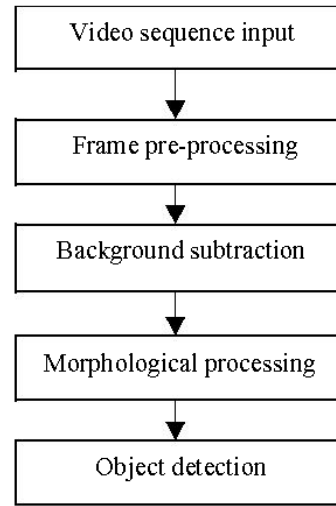 Video sequence input
Frame pre-processing
Background subtraction
Morphological processing
Object detection